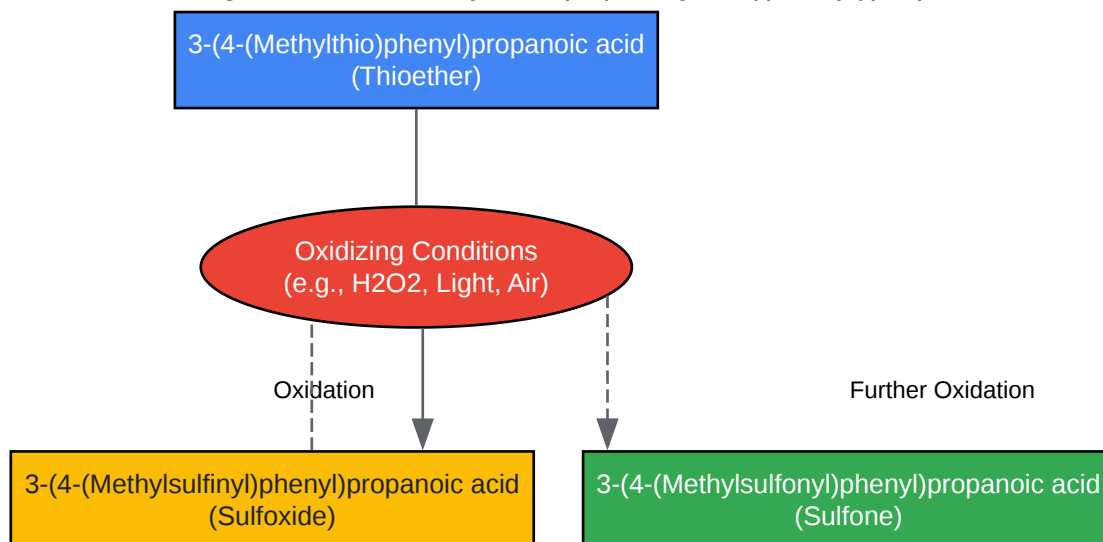 3-(4-(Methylthio)phenyl)propanoic acid
(Thioether)
Oxidizing Conditions
(e.g., H2O2, Light, Air)
Oxidation
Further Oxidation
3-(4-(Methylsulfinyl)phenyl)propanoic acid
(Sulfoxide)
3-(4-(Methylsulfonyl)phenyl)propanoic acid
(Sulfone)